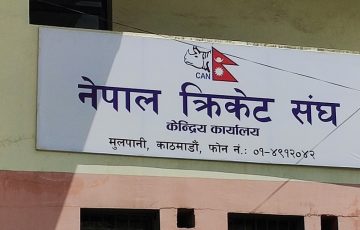 CAN
नेपाल क्रिकेट संघ
केन्द्रिय कार्यालय
मुलपानी, काठमाडौं, फोन नं.: ०१-४९१२०४२